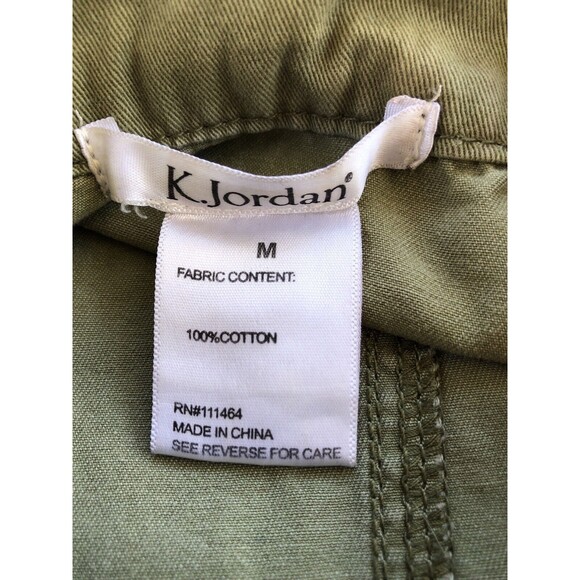 K.Jordan®
M
FABRIC CONTENT:
100%COTTON
RN#111464
MADE IN CHINA
SEE REVERSE FOR CARE